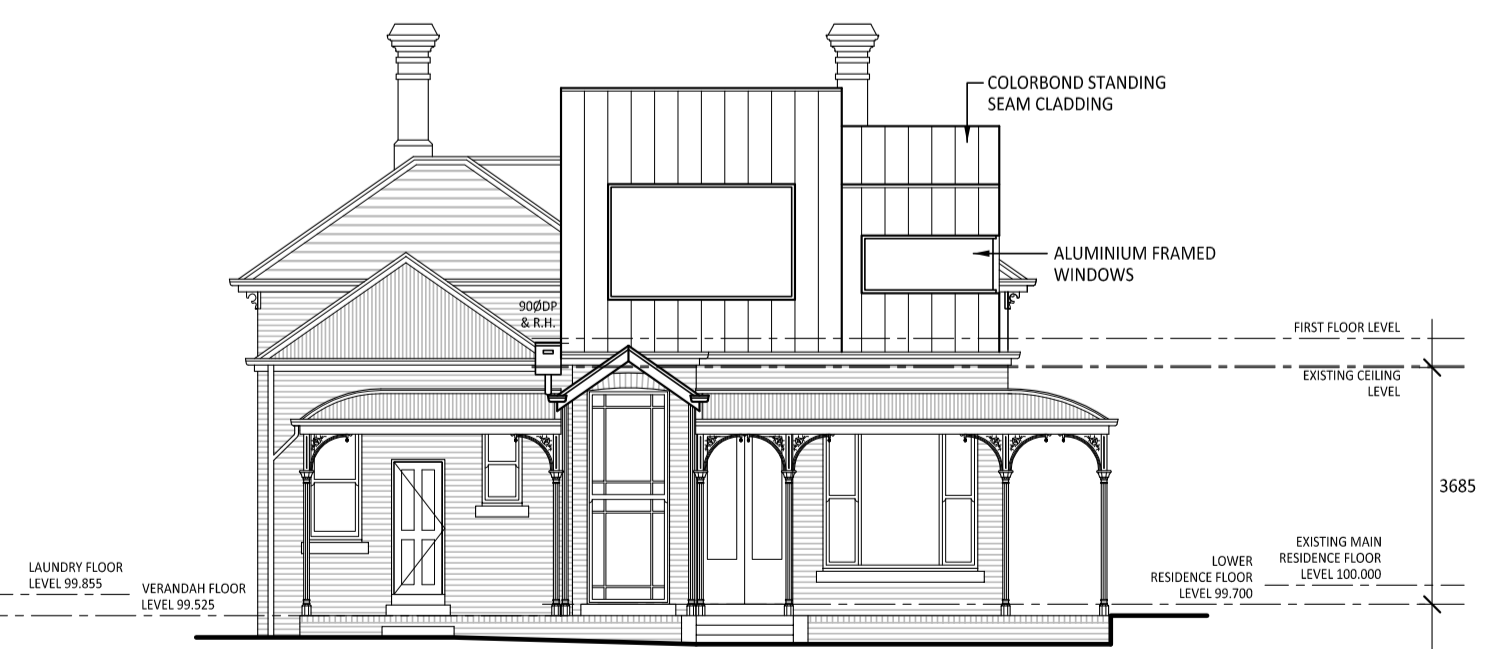 COLORBOND STANDING
SEAM CLADDING
ALUMINIUM FRAMED
WINDOWS
90ØDP
& R.H.
FIRST FLOOR LEVEL
EXISTING CEILING
LEVEL
3685
EXISTING MAIN
RESIDENCE FLOOR
LEVEL 100.000
LOWER
RESIDENCE FLOOR
LEVEL 99.700
LAUNDRY FLOOR
LEVEL 99.855
VERANDAH FLOOR
LEVEL 99.525